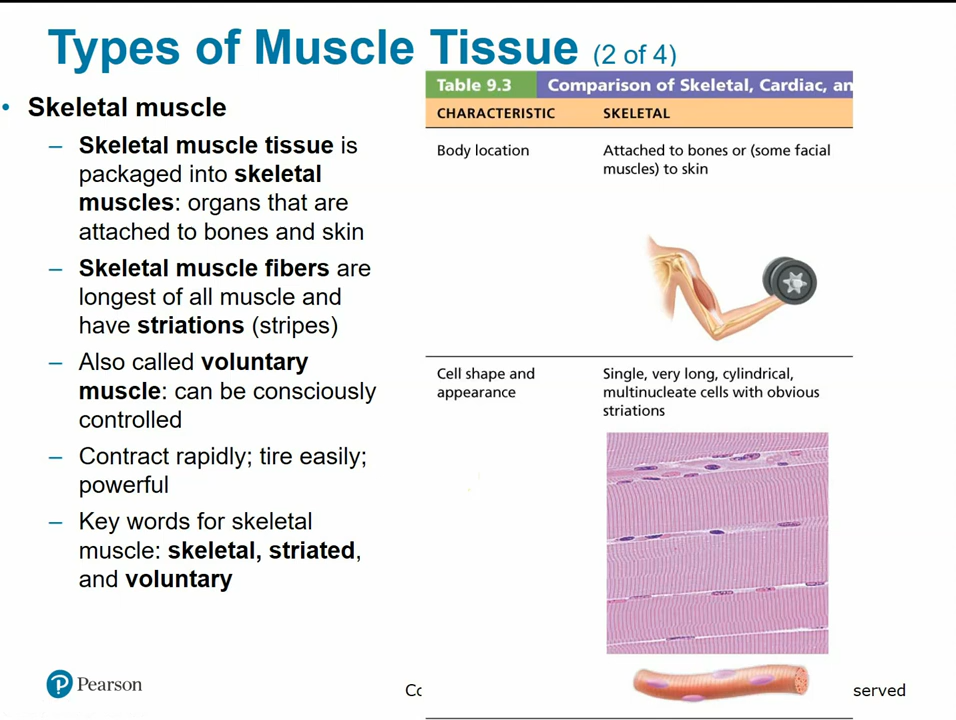 Types of Muscle Tissue (2 of 4)
• Skeletal muscle
– Skeletal muscle tissue is
packaged into skeletal
muscles: organs that are
attached to bones and skin
– Skeletal muscle fibers are
longest of all muscle and
have striations (stripes)
– Also called voluntary
muscle: can be consciously
controlled
– Contract rapidly; tire easily;
powerful
– Key words for skeletal
muscle: skeletal, striated,
and voluntary
Table 9.3 Comparison of Skeletal, Cardiac, an
CHARACTERISTIC SKELETAL
Body location Attached to bones or (some facial
muscles) to skin
Cell shape and Single, very long, cylindrical,
appearance multinucleate cells with obvious
striations
P Pearson
Co served